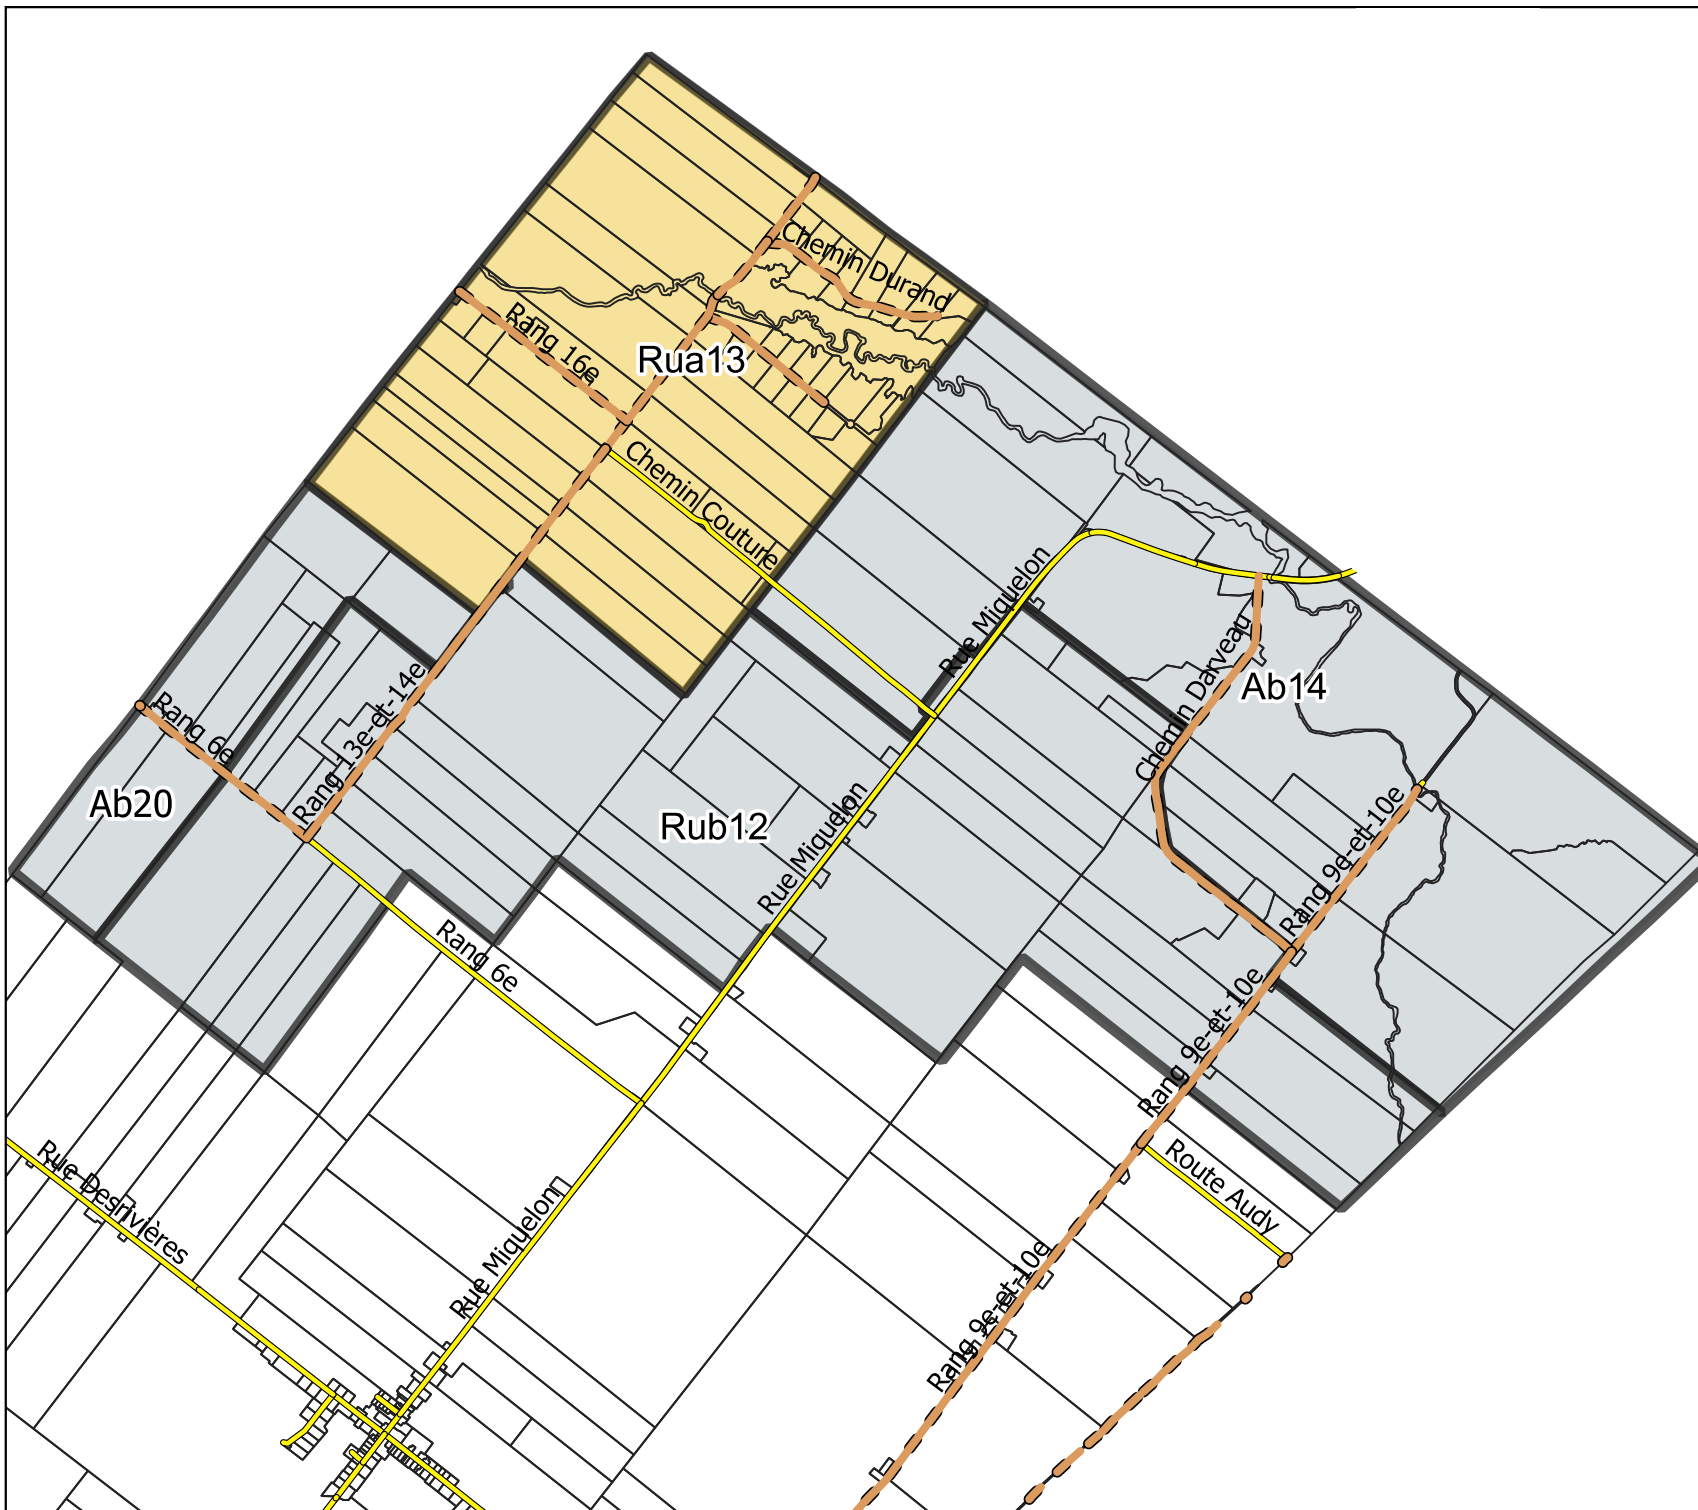 Chemin Durand
Rang 16e
Rua13
Chemin Couture
Rue Miquelon
Chemin Darveau
Ab14
Rang 13e-et-14e
Rang 6e
Ab20
Rub12
Rue Miquelon
Rang 9e-et-10e
Rang 6e
Rang 9e-et-10e
Rue Desrivières
Route Audy
Rue Miquelon
Rang 9e-et-10e